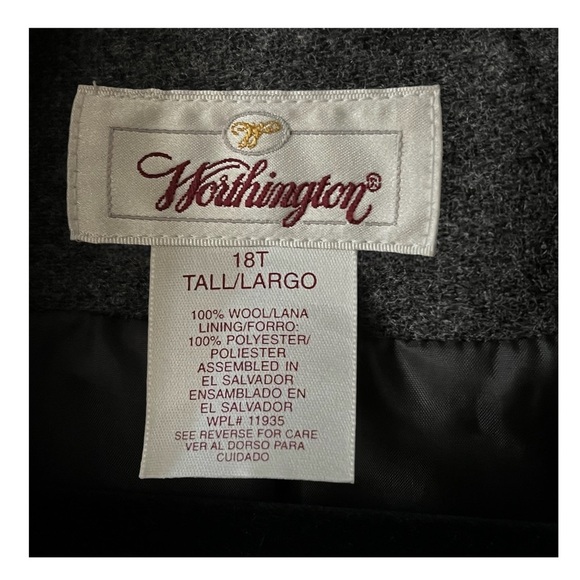 Worthington®
18T
TALL/LARGO
100% WOOL/LANA
LINING/FORRO:
100% POLYESTER/
POLIESTER
ASSEMBLED IN
EL SALVADOR
ENSAMBLADO EN
EL SALVADOR
WPL# 11935
SEE REVERSE FOR CARE
VER AL DORSO PARA
CUIDADO